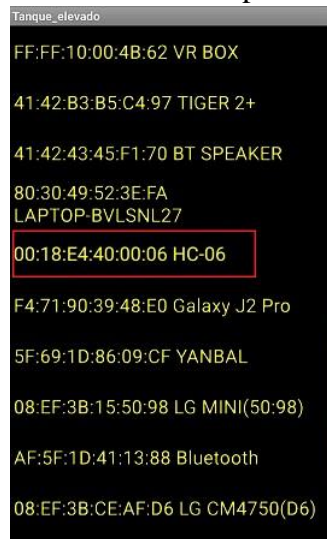 Tanque_elevado
FF:FF:10:00:4B:62 VR BOX
41:42:B3:B5:C4:97 TIGER 2+
41:42:43:45:F1:70 BT SPEAKER
80:30:49:52:3E:FA
LAPTOP-BVLSNL27
00:18:E4:40:00:06 HC-06
F4:71:90:39:48:E0 Galaxy J2 Pro
5F:69:1D:86:09:CF YANBAL
08:EF:3B:15:50:98 LG MINI(50:98)
AF:5F:1D:41:13:88 Bluetooth
08:EF:3B:CE:AF:D6 LG CM4750(D6)